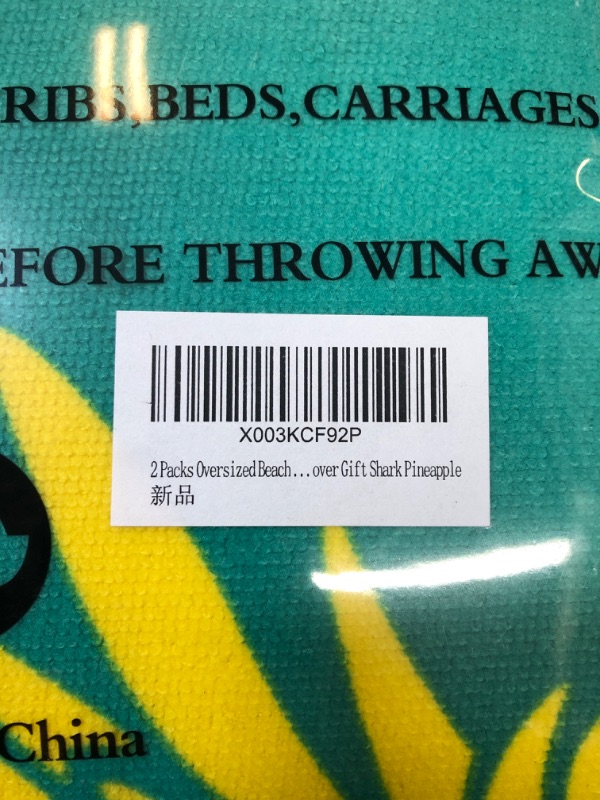 RIBS,BEDS,CARRIAGES
EFORE THROWING AW
X003KCF92P
2 Packs Oversized Beach...over Gift Shark Pineapple
新品
China